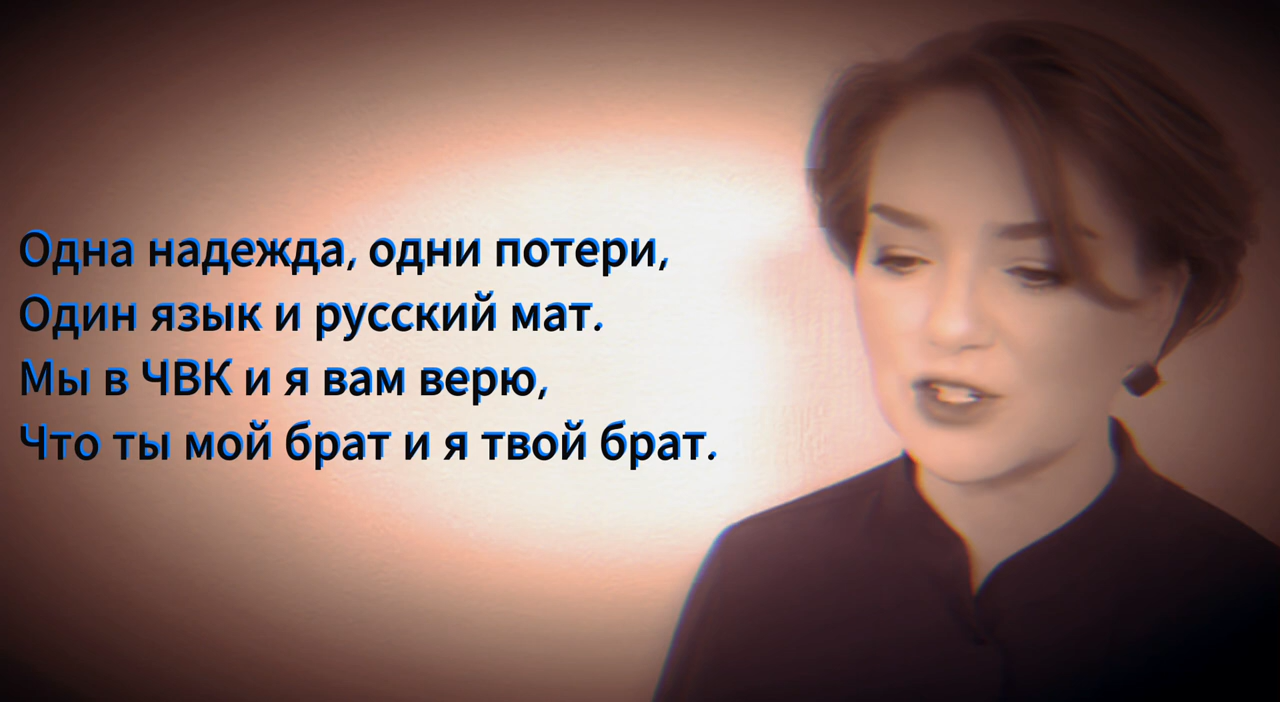 Одна надежда, одни потери,
Один язык и русский мат.
Мы в ЧВК и я вам верю,
Что ты мой брат и я твой брат.